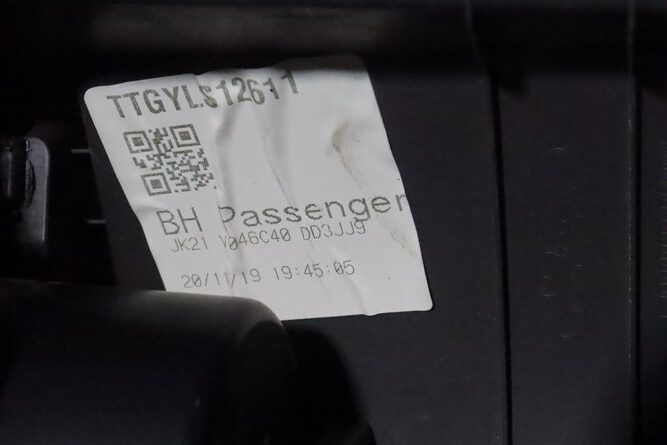 TTGYLS12611
BH Passenger
JK21 V046C40 DD3JJ9
20/11/19 19:45:05